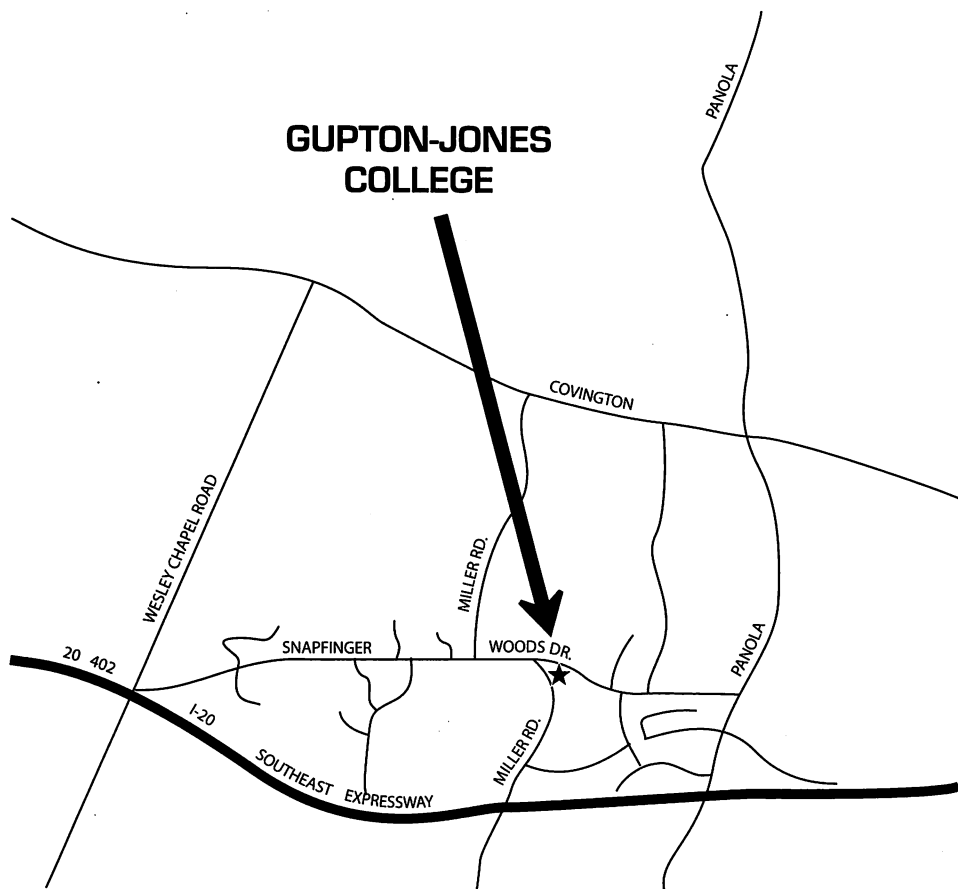 PANOLA
GUPTON-JONES
COLLEGE
COVINGTON
WESLEY CHAPEL ROAD
MILLER RD.
SNAPFINGER WOODS DR.
PANOLA
20 402
I-20
MILLER RD.
SOUTHEAST EXPRESSWAY